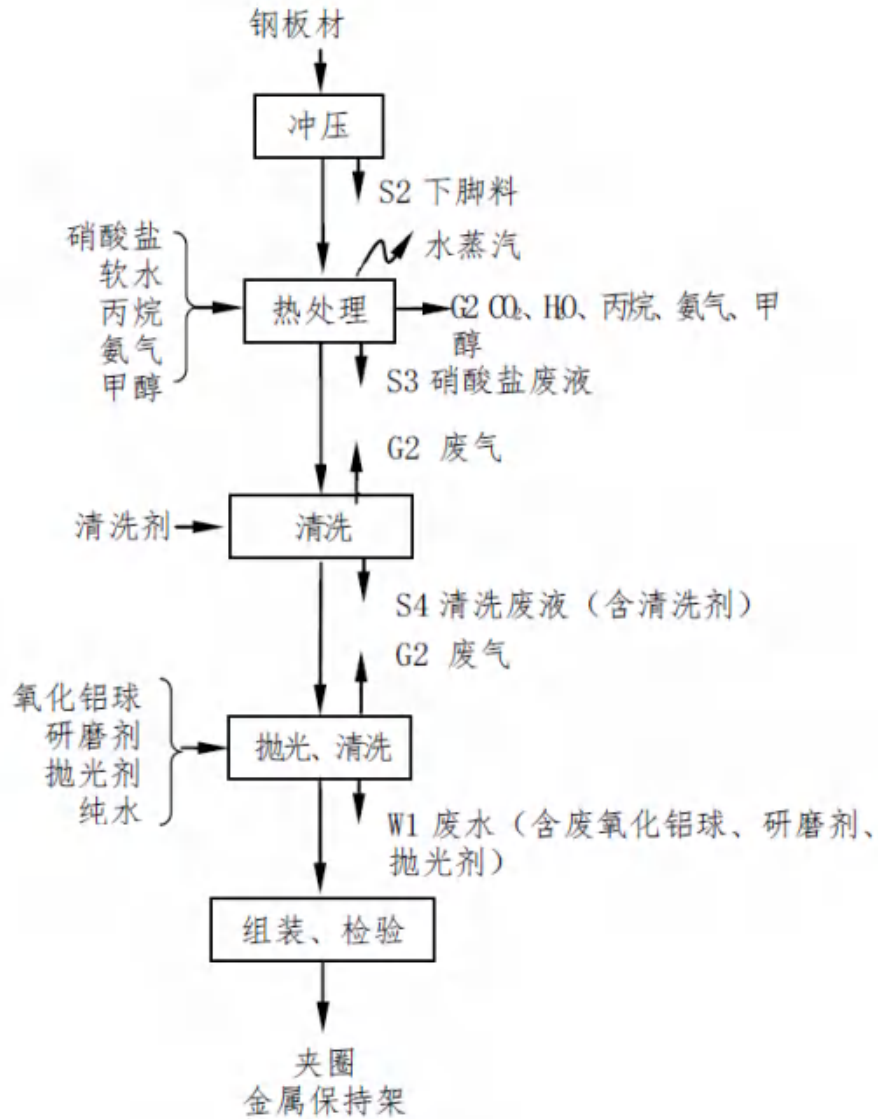 钢板材
冲压
S2 下脚料
水蒸汽
硝酸盐
软水
丙烷
氨气
甲醇
热处理
G2 CO₂、H₂O、丙烷、氨气、甲
醇
S3 硝酸盐废液
G2 废气
清洗剂
清洗
S4 清洗废液（含清洗剂）
G2 废气
氧化铝球
研磨剂
抛光剂
纯水
抛光、清洗
W1 废水（含废氧化铝球、研磨剂、
抛光剂）
组装、检验
夹圈
金属保持架